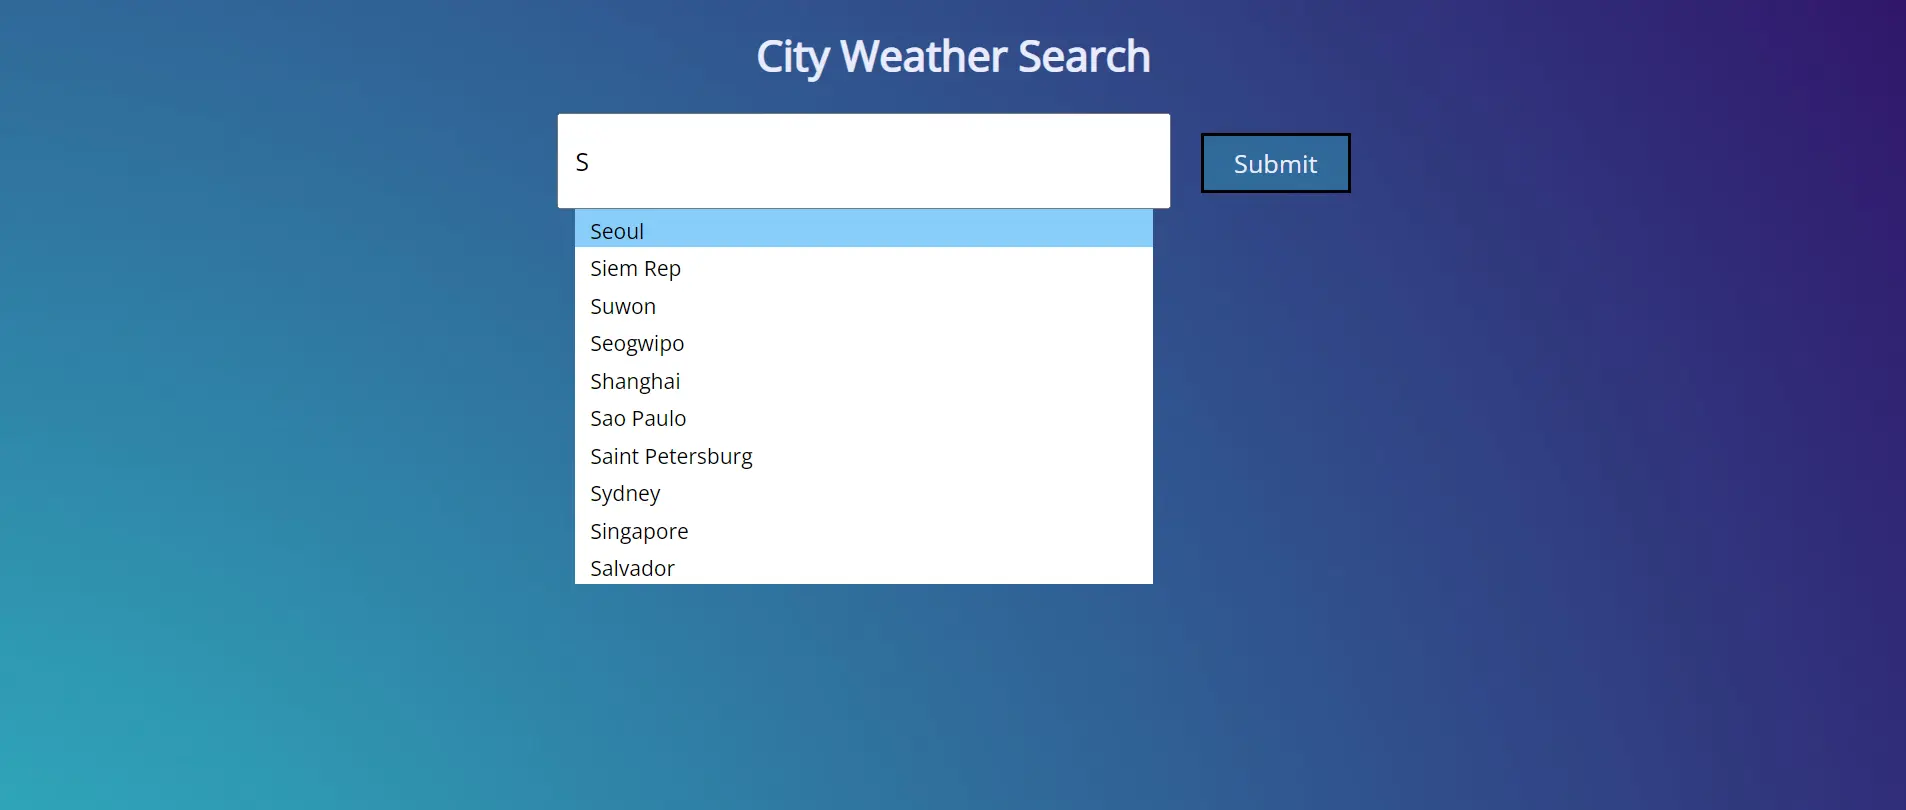 City Weather Search
S
Submit
Seoul
Siem Rep
Suwon
Seogwipo
Shanghai
Sao Paulo
Saint Petersburg
Sydney
Singapore
Salvador